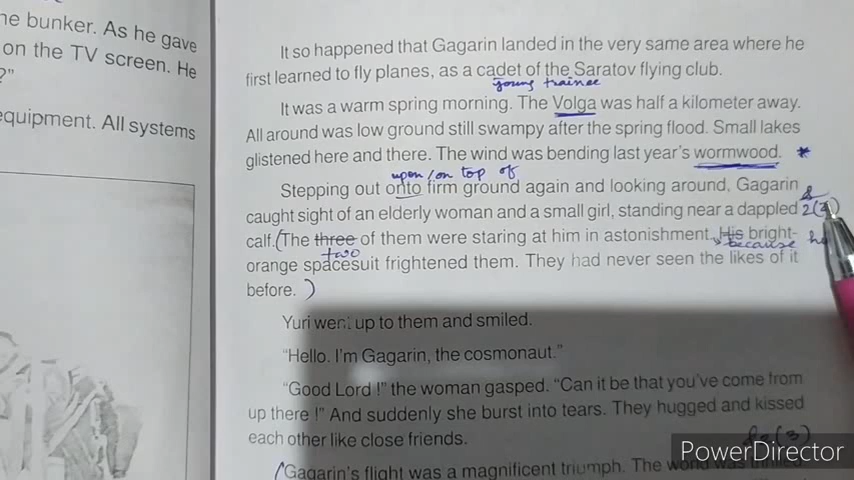 ne bunker. As he gave
on the TV screen. He
?"
equipment. All systems
It so happened that Gagarin landed in the very same area where he
first learned to fly planes, as a cadet of the Saratov flying club.
young trainee
It was a warm spring morning. The Volga was half a kilometer away.
All around was low ground still swampy after the spring flood. Small lakes
glistened here and there. The wind was bending last year's wormwood. *
upon/on top of
Stepping out onto firm ground again and looking around, Gagarin
caught sight of an elderly woman and a small girl, standing near a dappled
calf. (The three of them were staring at him in astonishment. His bright-
two because
orange spacesuit frightened them. They had never seen the likes of it
before. )
Yuri went up to them and smiled.
"Hello. I'm Gagarin, the cosmonaut."
"Good Lord !" the woman gasped. "Can it be that you've come from
up there !" And suddenly she burst into tears. They hugged and kissed
each other like close friends.
(3)
(Gagarin's flight was a magnificent triumph. The
PowerDirector